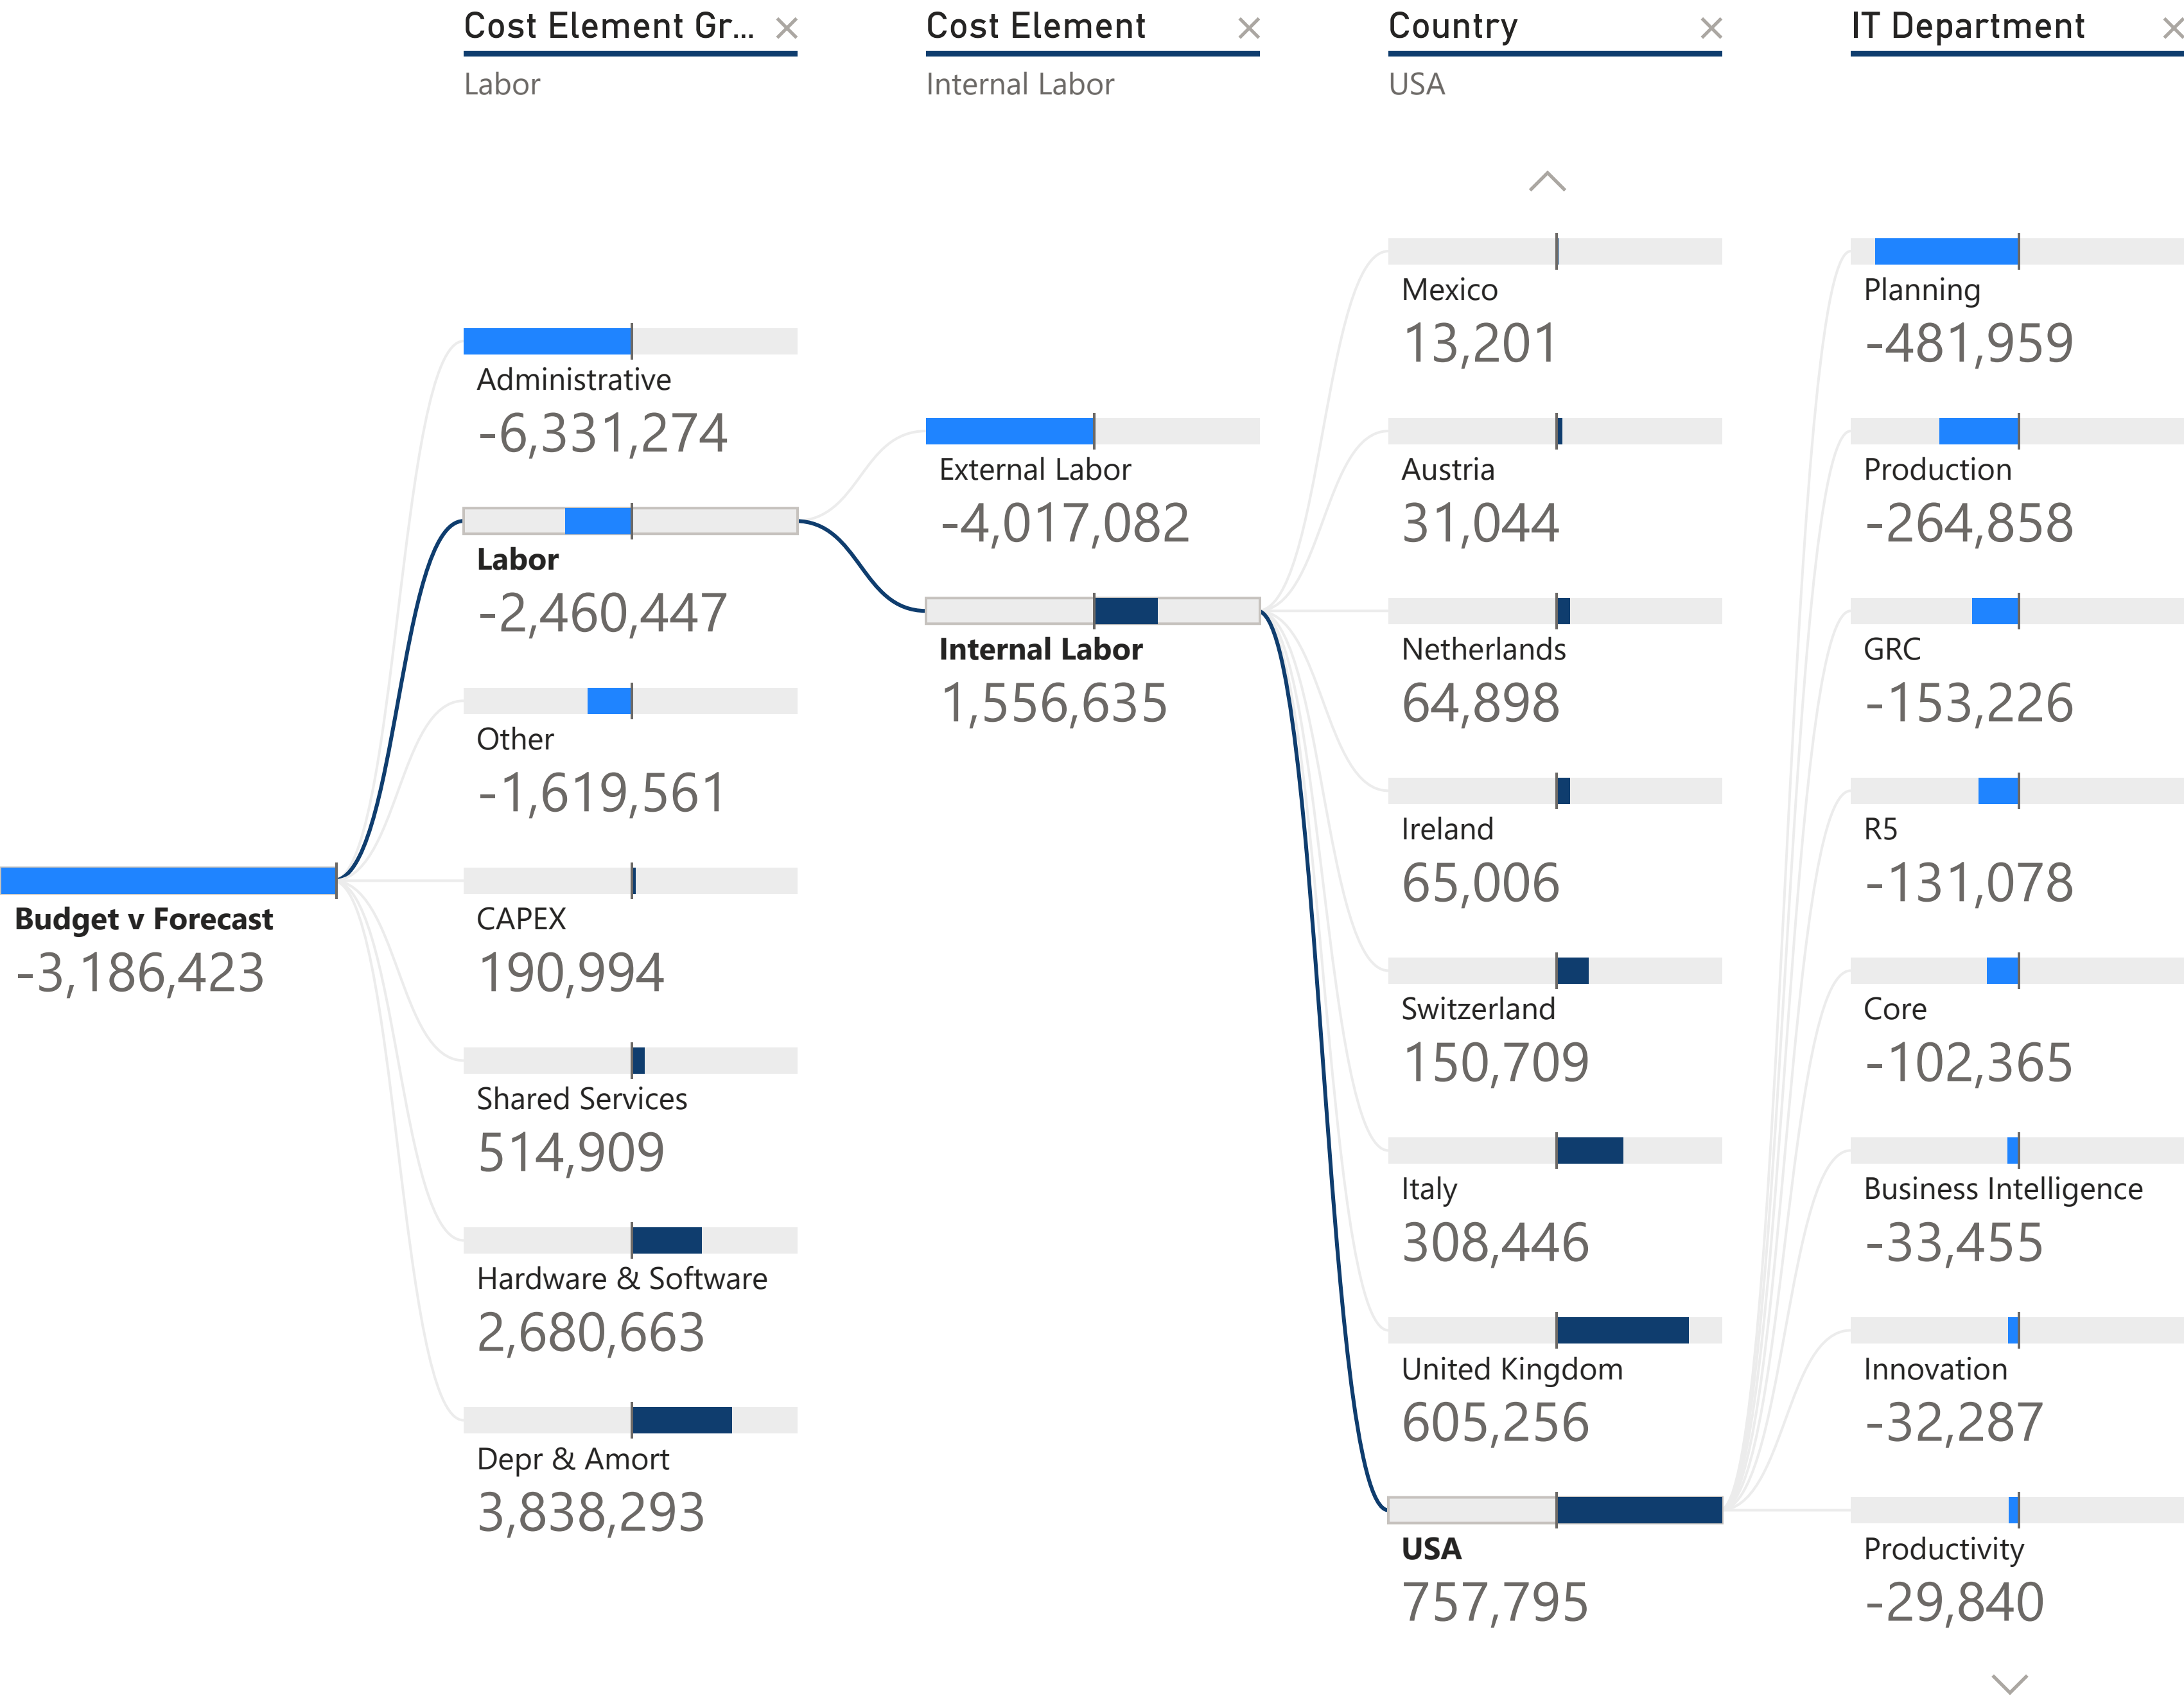 Cost Element Gr...
Labor
Cost Element
Internal Labor
Country
USA
IT Department
Budget v Forecast
-3,186,423
Administrative
-6,331,274
Labor
-2,460,447
Other
-1,619,561
CAPEX
190,994
Shared Services
514,909
Hardware & Software
2,680,663
Depr & Amort
3,838,293
External Labor
-4,017,082
Internal Labor
1,556,635
Mexico
13,201
Austria
31,044
Netherlands
64,898
Ireland
65,006
Switzerland
150,709
Italy
308,446
United Kingdom
605,256
USA
757,795
Planning
-481,959
Production
-264,858
GRC
-153,226
R5
-131,078
Core
-102,365
Business Intelligence
-33,455
Innovation
-32,287
Productivity
-29,840